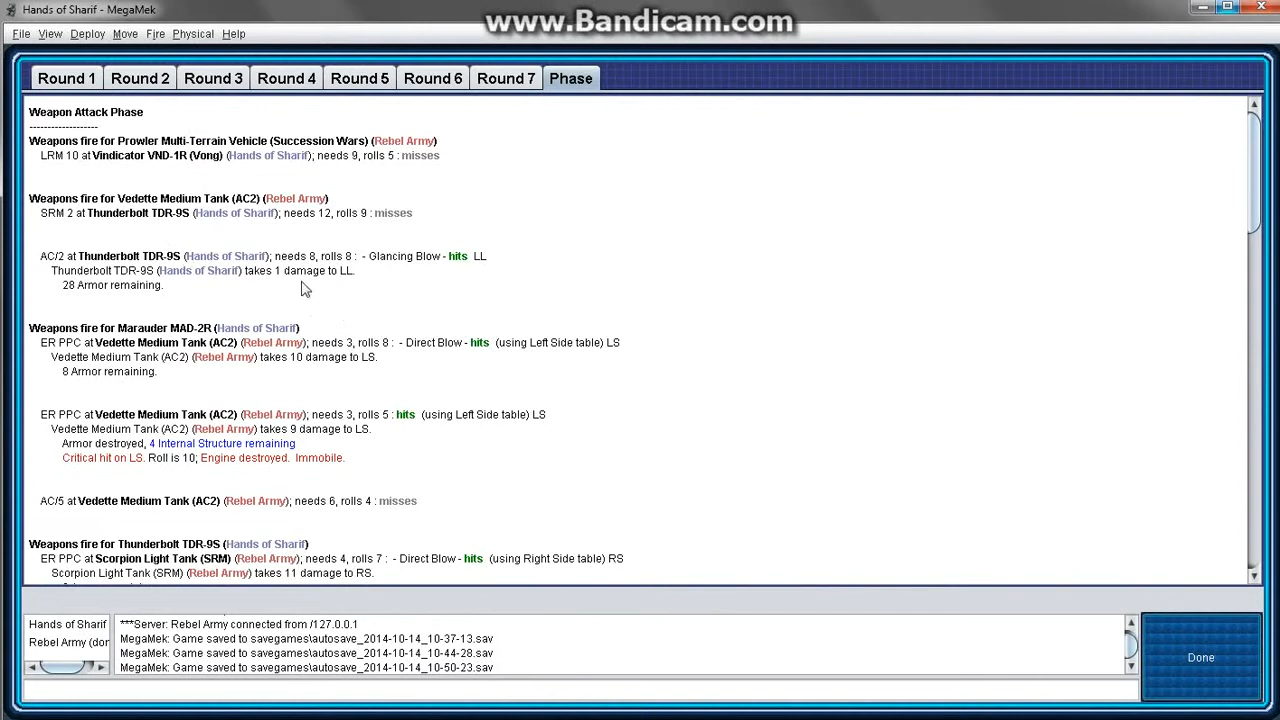 Hands of Sharif - MegaMek
www.Bandicam.com
File View Deploy Move Fire Physical Help
Round 1 Round 2 Round 3 Round 4 Round 5 Round 6 Round 7 Phase
Weapon Attack Phase
-------------------
Weapons fire for Prowler Multi-Terrain Vehicle (Succession Wars) (Rebel Army)
LRM 10 at Vindicator VND-1R (Vong) (Hands of Sharif); needs 9, rolls 5 : misses
Weapons fire for Vedette Medium Tank (AC2) (Rebel Army)
SRM 2 at Thunderbolt TDR-9S (Hands of Sharif); needs 12, rolls 9 : misses
AC/2 at Thunderbolt TDR-9S (Hands of Sharif); needs 8, rolls 8 : - Glancing Blow - hits LL
Thunderbolt TDR-9S (Hands of Sharif) takes 1 damage to LL.
28 Armor remaining.
Weapons fire for Marauder MAD-2R (Hands of Sharif)
ER PPC at Vedette Medium Tank (AC2) (Rebel Army); needs 3, rolls 8 : - Direct Blow - hits (using Left Side table) LS
Vedette Medium Tank (AC2) (Rebel Army) takes 10 damage to LS.
8 Armor remaining.
ER PPC at Vedette Medium Tank (AC2) (Rebel Army); needs 3, rolls 5 : hits (using Left Side table) LS
Vedette Medium Tank (AC2) (Rebel Army) takes 9 damage to LS.
Armor destroyed, 4 Internal Structure remaining
Critical hit on LS. Roll is 10; Engine destroyed. Immobile.
AC/5 at Vedette Medium Tank (AC2) (Rebel Army); needs 6, rolls 4 : misses
Weapons fire for Thunderbolt TDR-9S (Hands of Sharif)
ER PPC at Scorpion Light Tank (SRM) (Rebel Army); needs 4, rolls 7 : - Direct Blow - hits (using Right Side table) RS
Scorpion Light Tank (SRM) (Rebel Army) takes 11 damage to RS.
Hands of Sharif
Rebel Army (dor
***Server: Rebel Army connected from /127.0.0.1
MegaMek: Game saved to savegames\autosave_2014-10-14_10-37-13.sav
MegaMek: Game saved to savegames\autosave_2014-10-14_10-44-28.sav
MegaMek: Game saved to savegames\autosave_2014-10-14_10-50-23.sav
Done